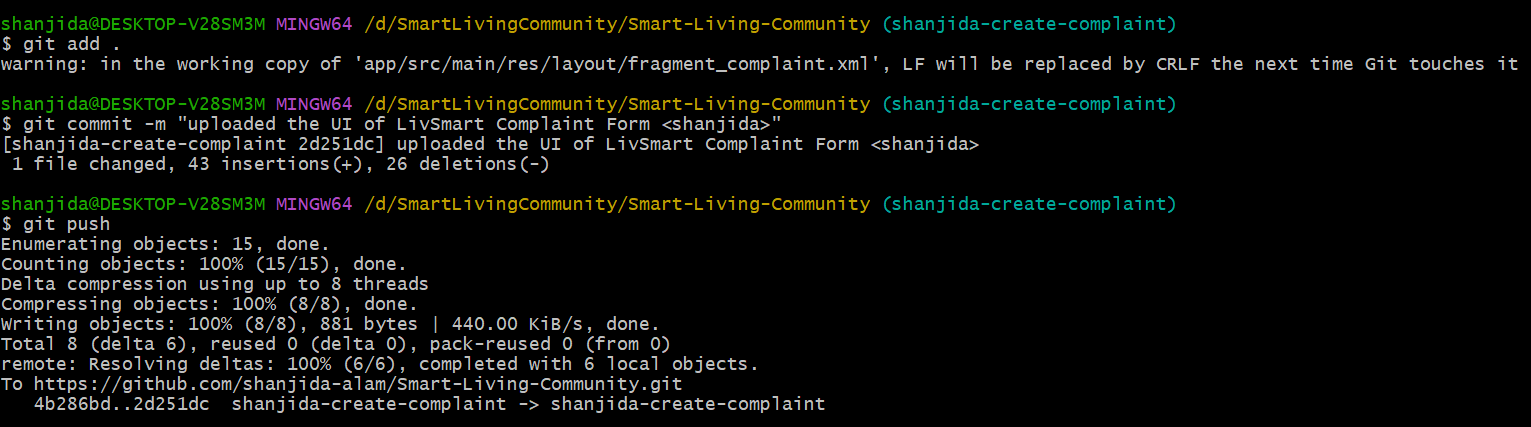 shanjida@DESKTOP-V28SM3M MINGW64 /d/SmartLivingCommunity/Smart-Living-Community (shanjida-create-complaint)
$ git add .
warning: in the working copy of 'app/src/main/res/layout/fragment_complaint.xml', LF will be replaced by CRLF the next time Git touches it
shanjida@DESKTOP-V28SM3M MINGW64 /d/SmartLivingCommunity/Smart-Living-Community (shanjida-create-complaint)
$ git commit -m "uploaded the UI of LivSmart Complaint Form <shanjida>"
[shanjida-create-complaint 2d251dc] uploaded the UI of LivSmart Complaint Form <shanjida>
1 file changed, 43 insertions(+), 26 deletions(-)
shanjida@DESKTOP-V28SM3M MINGW64 /d/SmartLivingCommunity/Smart-Living-Community (shanjida-create-complaint)
$ git push
Enumerating objects: 15, done.
Counting objects: 100% (15/15), done.
Delta compression using up to 8 threads
Compressing objects: 100% (8/8), done.
Writing objects: 100% (8/8), 881 bytes | 440.00 KiB/s, done.
Total 8 (delta 6), reused 0 (delta 0), pack-reused 0 (from 0)
remote: Resolving deltas: 100% (6/6), completed with 6 local objects.
To https://github.com/shanjida-alam/Smart-Living-Community.git
4b286bd..2d251dc  shanjida-create-complaint -> shanjida-create-complaint